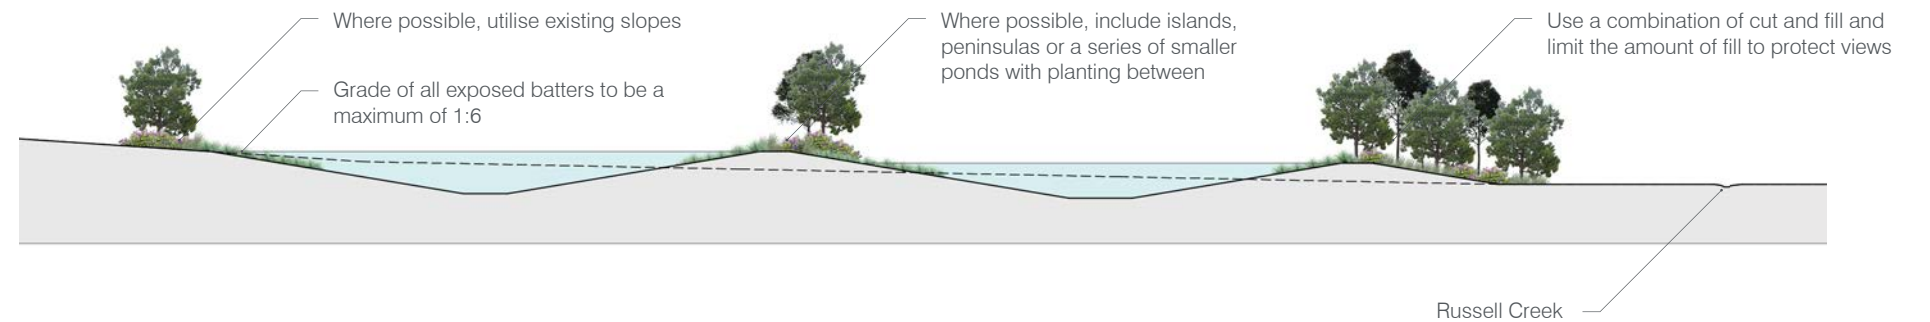 Where possible, utilise existing slopes
Grade of all exposed batters to be a
maximum of 1:6
Where possible, include islands,
peninsulas or a series of smaller
ponds with planting between
Use a combination of cut and fill and
limit the amount of fill to protect views
Russell Creek